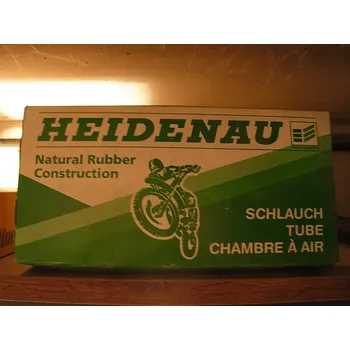 HEIDENAU
Natural Rubber
Construction
SCHLAUCH
TUBE
CHAMBRE À AIR